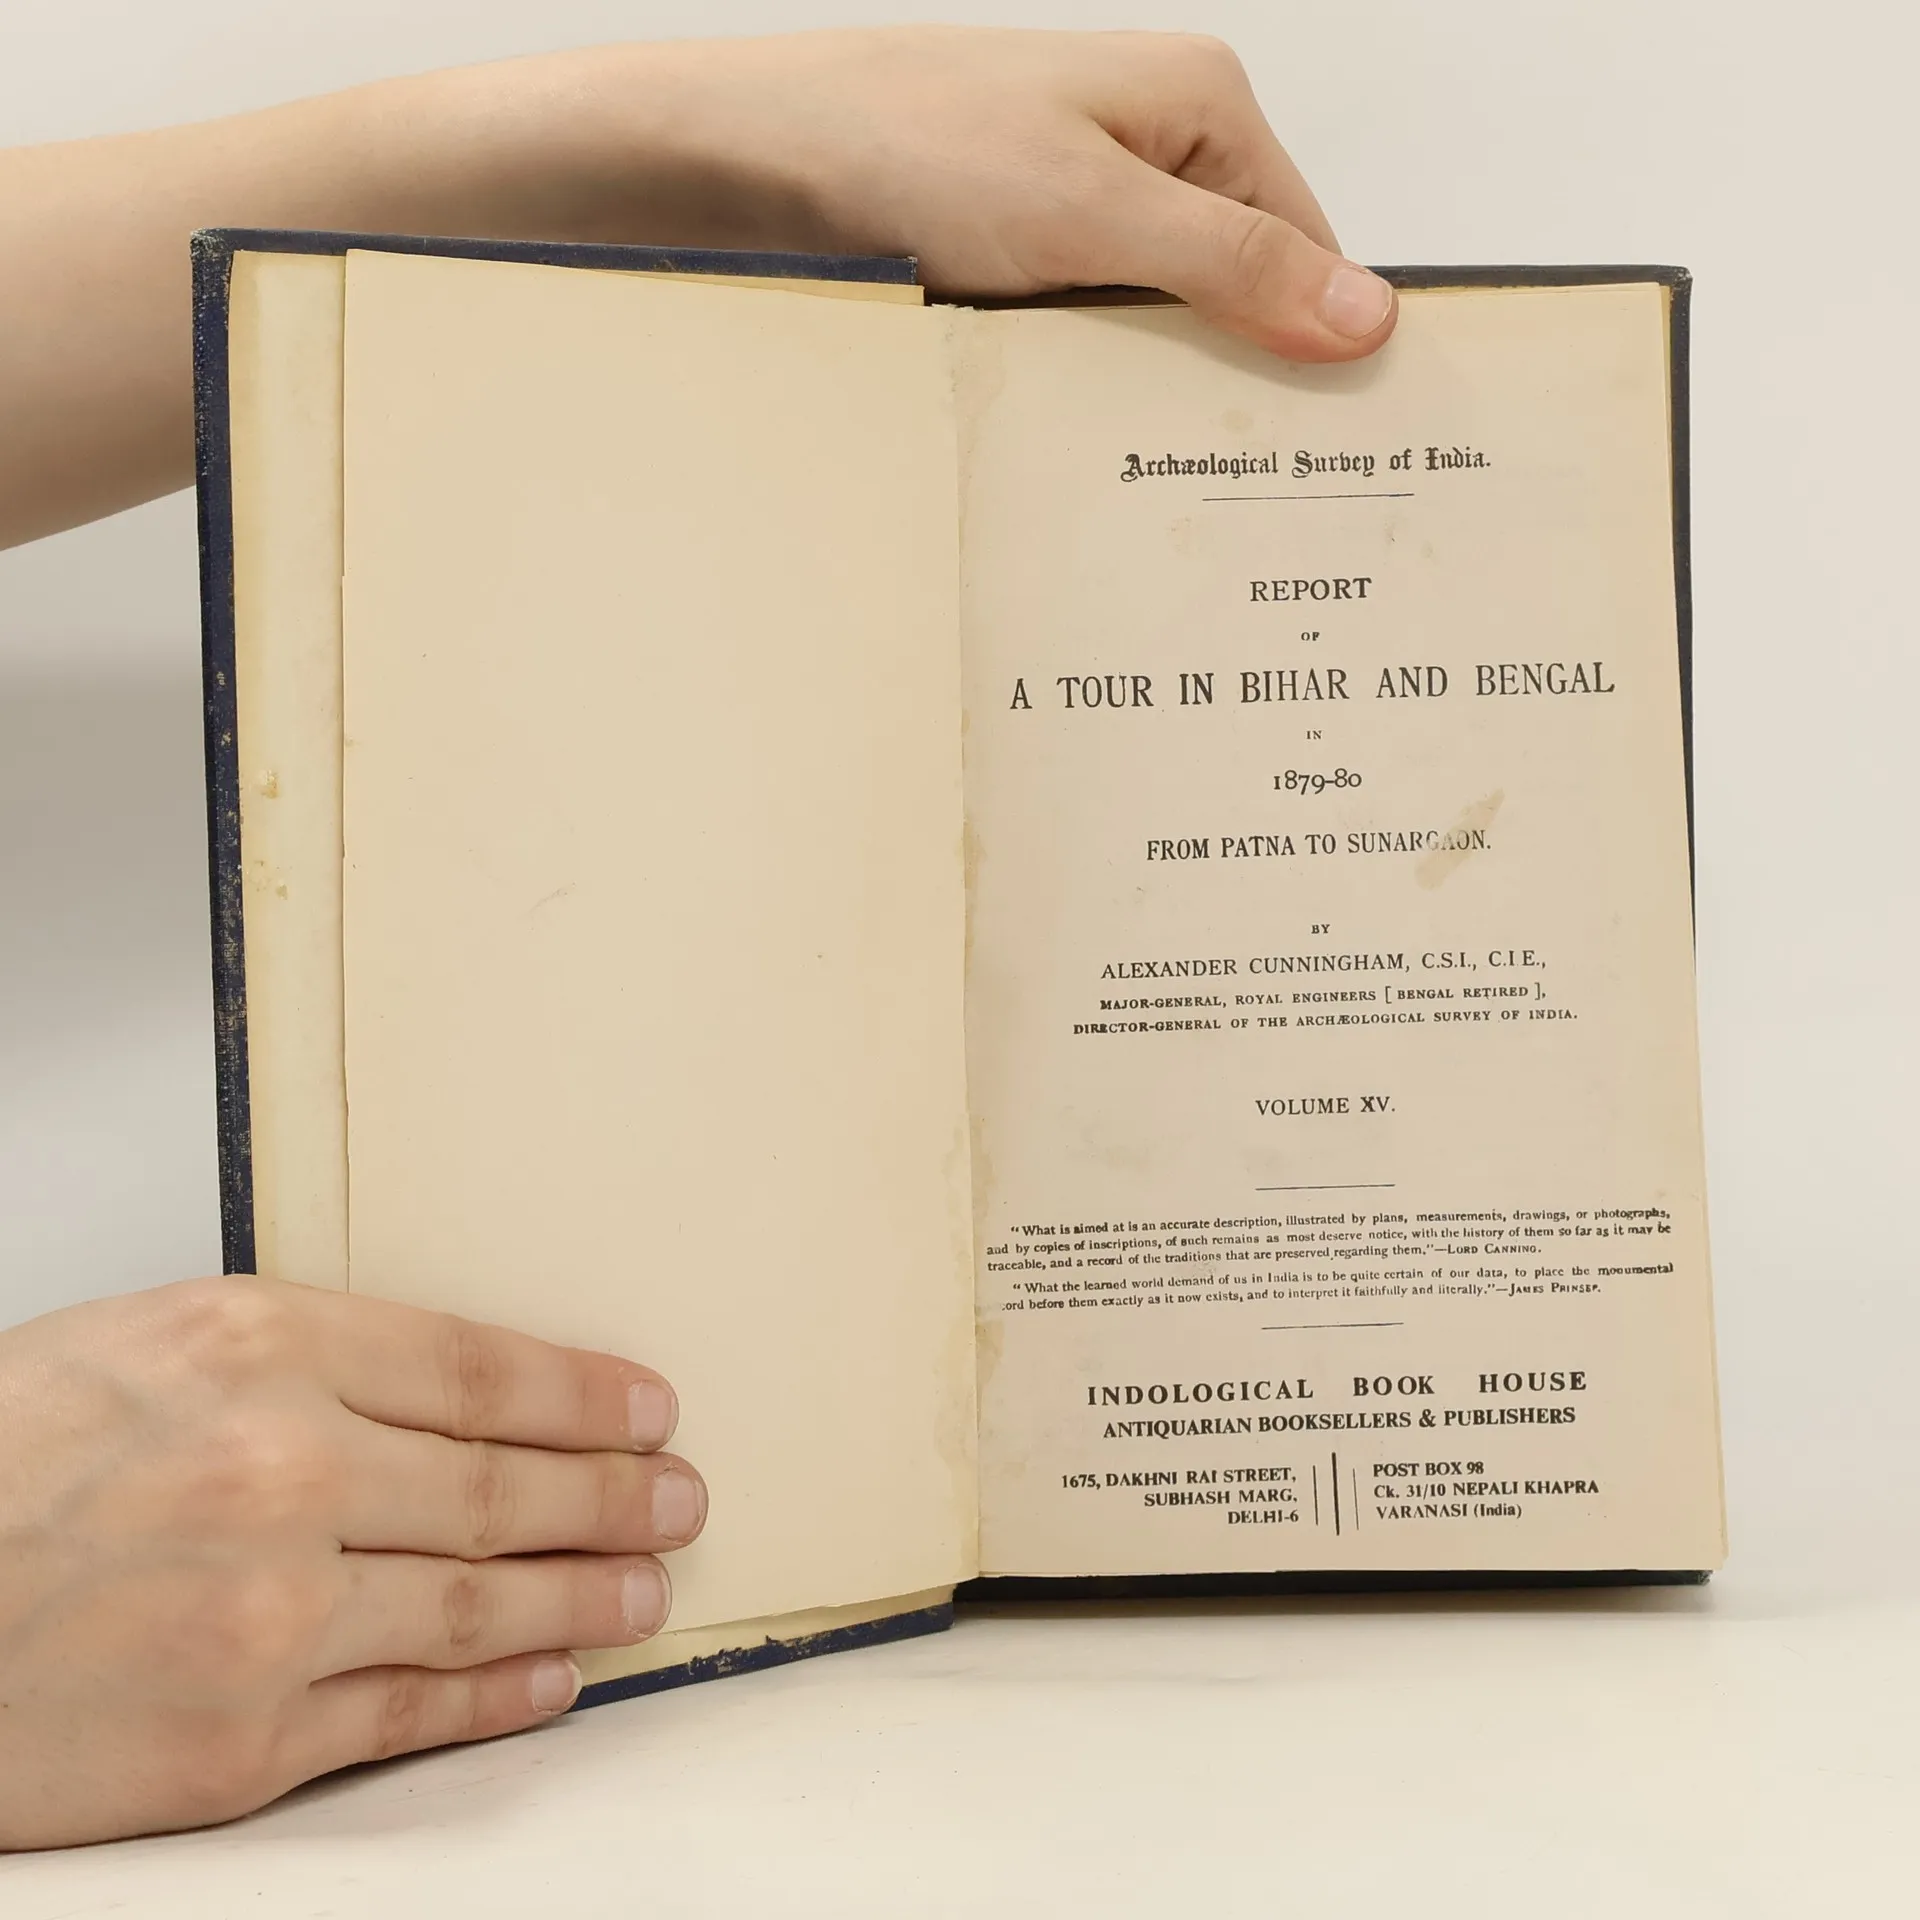 Archæological Survey of India.
REPORT
OF
A TOUR IN BIHAR AND BENGAL
IN
1879-80
FROM PATNA TO SUNARGAON.
BY
ALEXANDER CUNNINGHAM, C.S.I., C.I E.,
MAJOR-GENERAL, ROYAL ENGINEERS [ BENGAL RETIRED ],
DIRECTOR-GENERAL OF THE ARCHÆOLOGICAL SURVEY OF INDIA.
VOLUME XV.
"What is aimed at is an accurate description, illustrated by plans, measurements, drawings, or photographs,
and by copies of inscriptions, of such remains as most deserve notice, with the history of them so far as it may be
traceable, and a record of the traditions that are preserved regarding them."—LORD CANNING.
"What the learned world demand of us in India is to be quite certain of our data, to place the monumental
ord before them exactly as it now exists, and to interpret it faithfully and literally."—JAMES PRINSEP.
INDOLOGICAL BOOK HOUSE
ANTIQUARIAN BOOKSELLERS & PUBLISHERS
1675, DAKHNI RAI STREET,
SUBHASH MARG,
DELHI-6
POST BOX 98
Ck. 31/10 NEPALI KHAPRA
VARANASI (India)